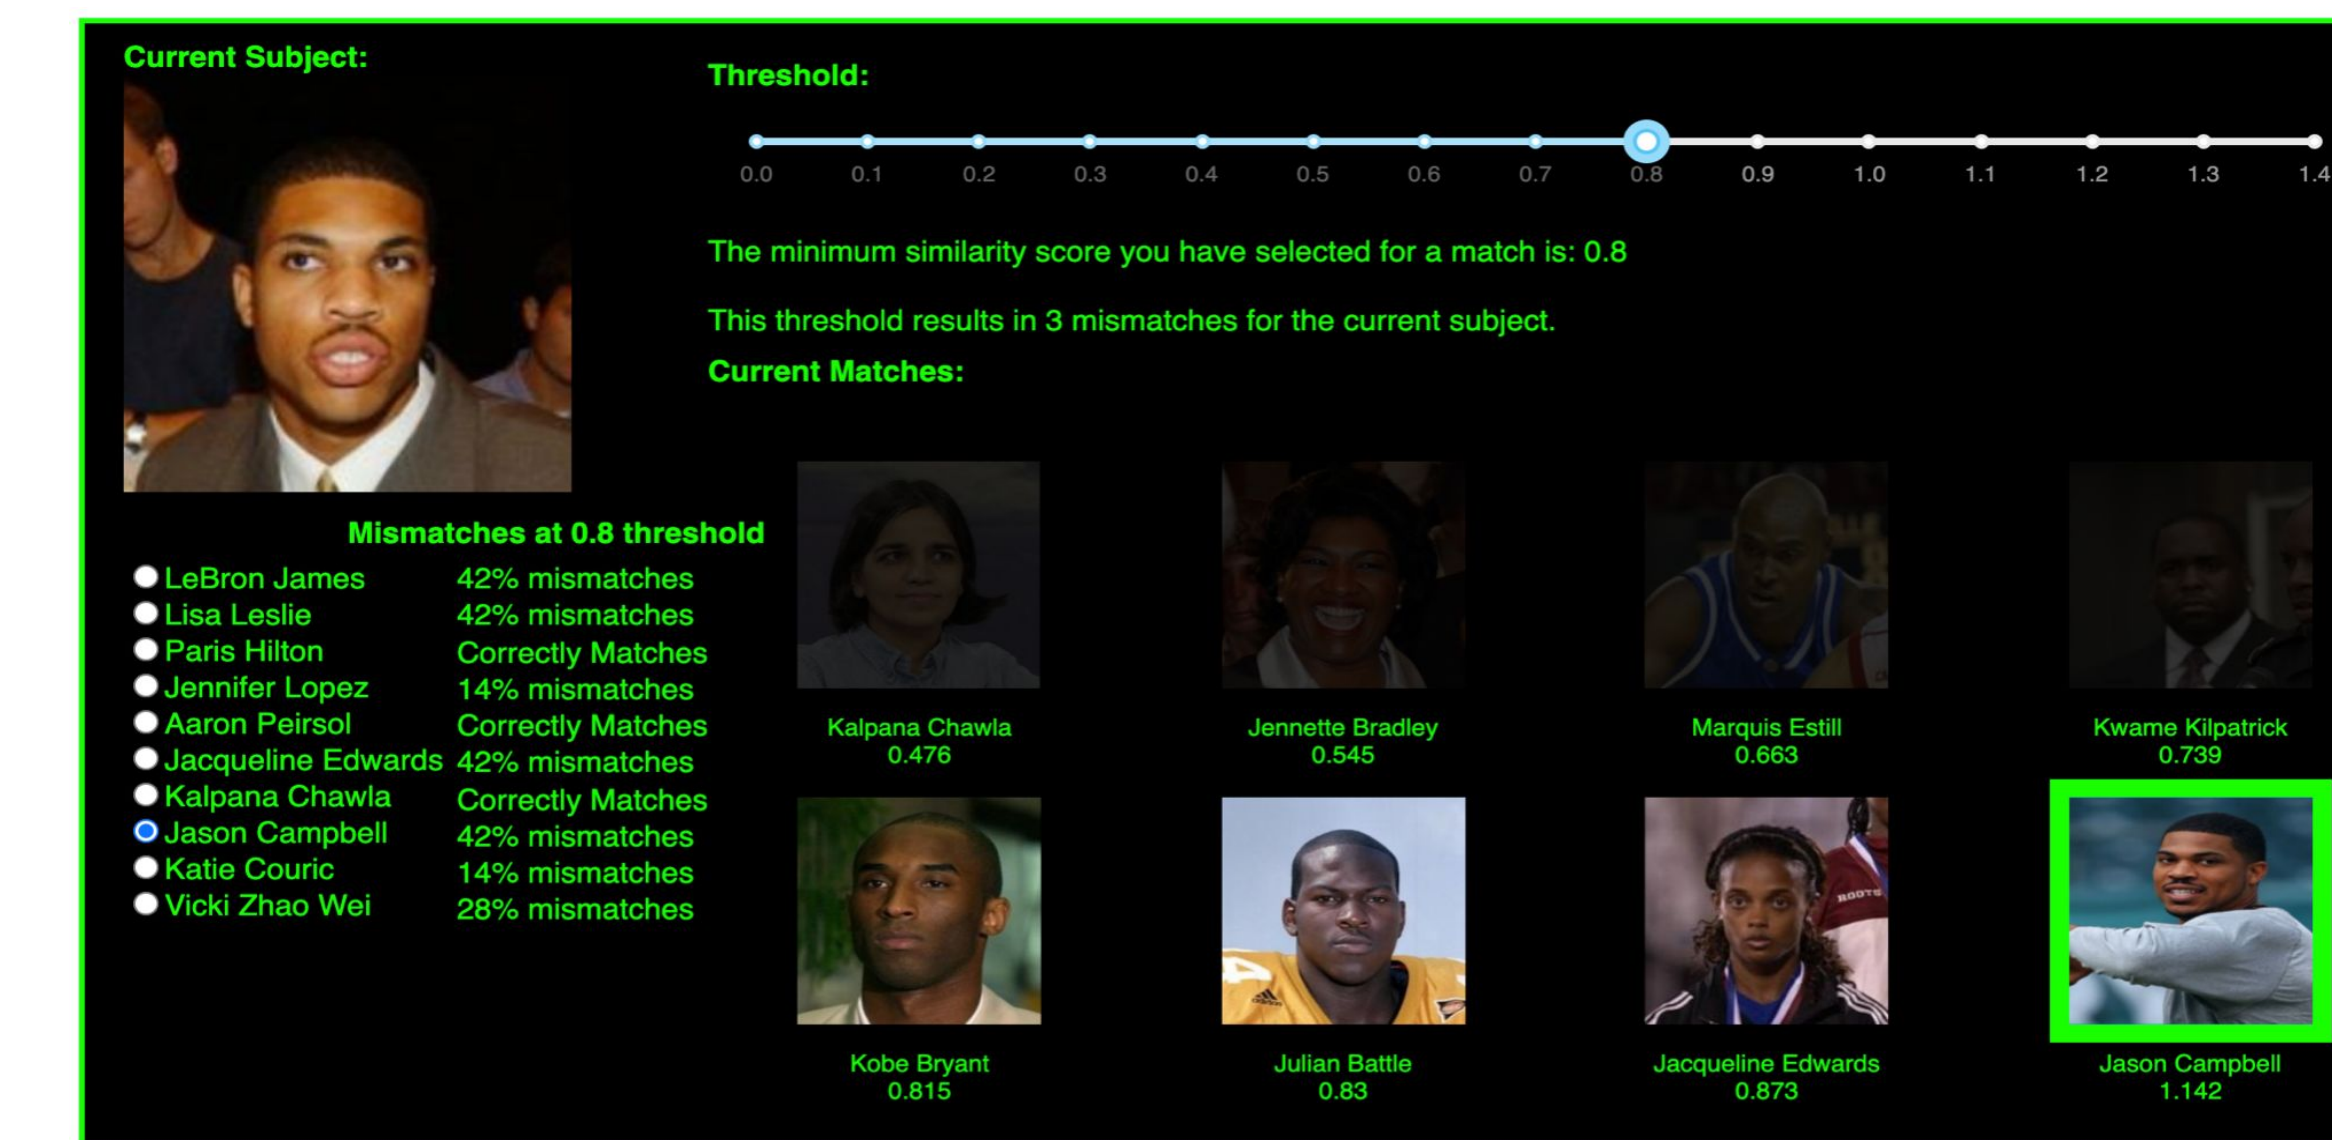 Current Subject:
Threshold:
0.0 0.1 0.2 0.3 0.4 0.5 0.6 0.7 0.8 0.9 1.0 1.1 1.2 1.3 1.4
The minimum similarity score you have selected for a match is: 0.8
This threshold results in 3 mismatches for the current subject.
Current Matches:
Mismatches at 0.8 threshold
LeBron James 42% mismatches
Lisa Leslie 42% mismatches
Paris Hilton Correctly Matches
Jennifer Lopez 14% mismatches
Aaron Peirsol Correctly Matches
Jacqueline Edwards 42% mismatches
Kalpana Chawla Correctly Matches
Jason Campbell 42% mismatches
Katie Couric 14% mismatches
Vicki Zhao Wei 28% mismatches
Kalpana Chawla Jennette Bradley Marquis Estill Kwame Kilpatrick
0.476 0.545 0.663 0.739
ROOTS
adidas
Kobe Bryant Julian Battle Jacqueline Edwards Jason Campbell
0.815 0.83 0.873 1.142